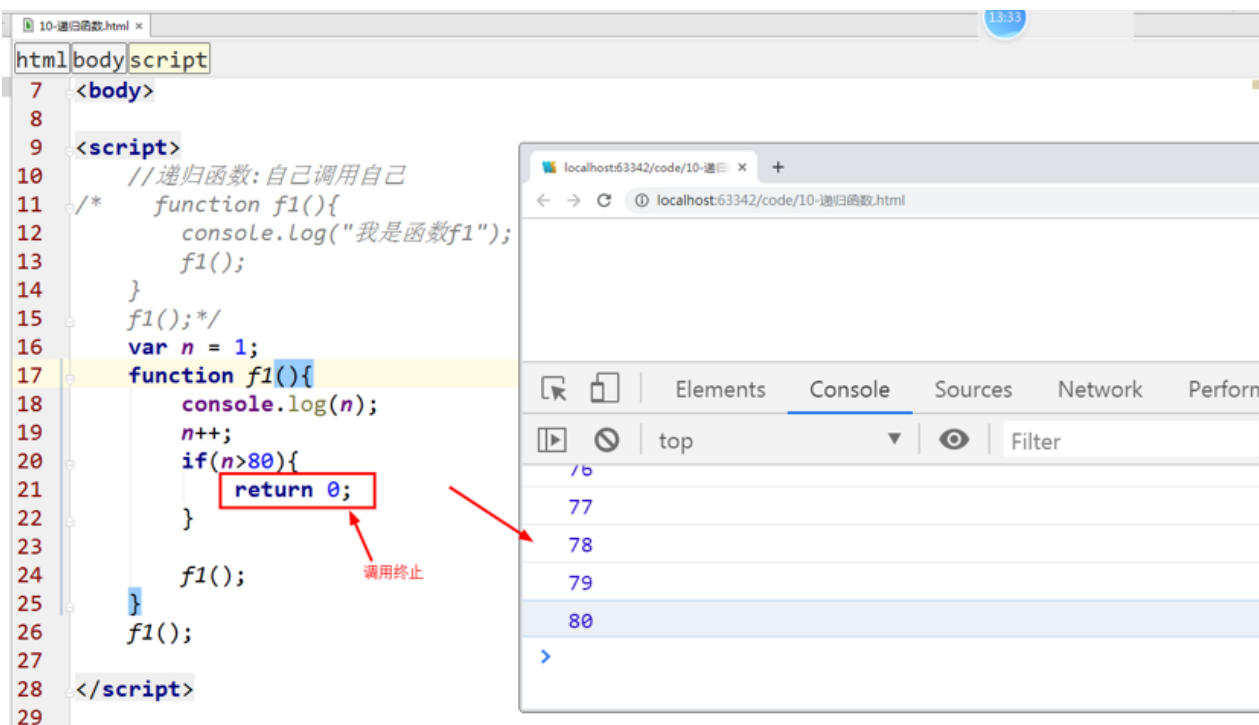 13:33
10-递归函数.html ×
html body script
7 <body>
8
9 <script>
10 //递归函数:自己调用自己
11 /* function f1(){
12 console.log("我是函数f1");
13 f1();
14 }
15 f1();*/
16 var n = 1;
17 function f1(){
18 console.log(n);
19 n++;
20 if(n>80){
21 return 0;
22 }
23
24 f1();
25 }
26 f1();
27
28 </script>
29
调用终止
localhost:63342/code/10-递归 × +
localhost:63342/code/10-递归函数.html
Elements Console Sources Network Perform
top ▼ Filter
76
77
78
79
80
>